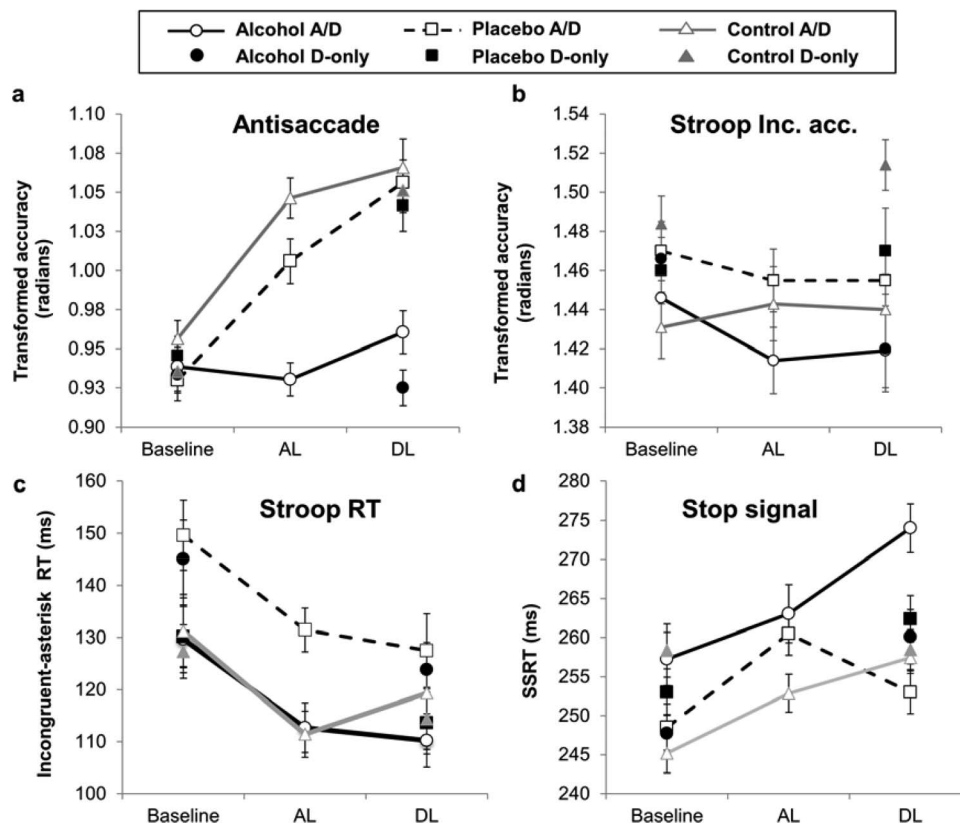 Alcohol A/D Placebo A/D Control A/D
Alcohol D-only Placebo D-only Control D-only
a
Antisaccade
Transformed accuracy
(radians)
1.10
1.08
1.05
1.03
1.00
0.98
0.95
0.93
0.90
Baseline AL DL
b
Stroop Inc. acc.
Transformed accuracy
(radians)
1.54
1.52
1.50
1.48
1.46
1.44
1.42
1.40
1.38
Baseline AL DL
c
Stroop RT
Incongruent-asterisk RT (ms)
160
150
140
130
120
110
100
Baseline AL DL
d
Stop signal
SSRT (ms)
280
275
270
265
260
255
250
245
240
Baseline AL DL